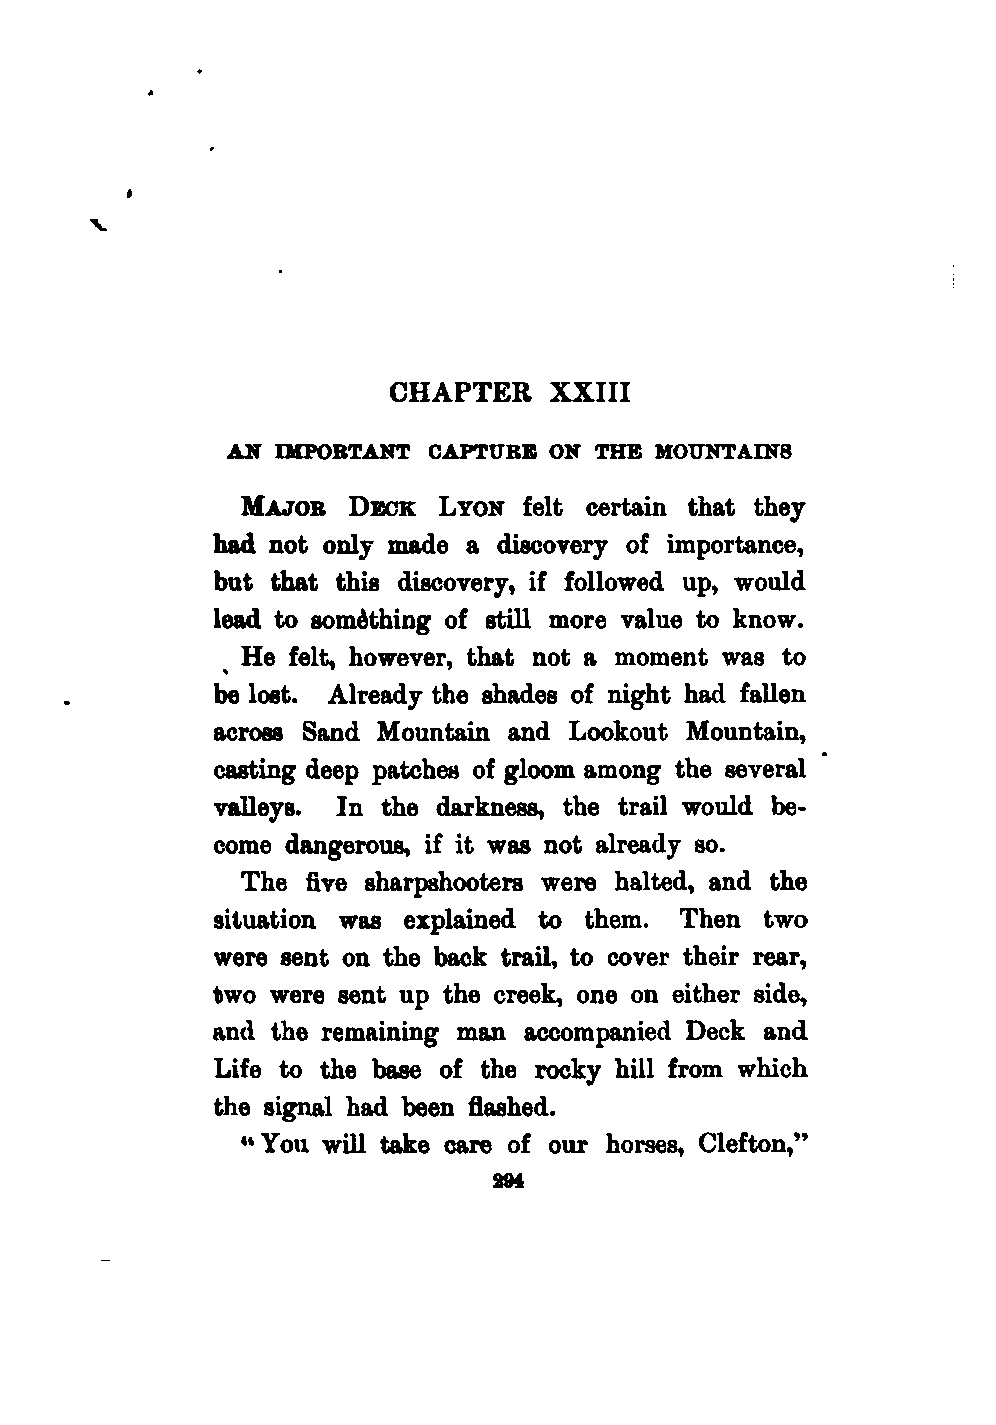 CHAPTER XXIII
AN IMPORTANT CAPTURE ON THE MOUNTAINS
MAJOR DECK LYON felt certain that they
had not only made a discovery of importance,
but that this discovery, if followed up, would
lead to something of still more value to know.
He felt, however, that not a moment was to
be lost. Already the shades of night had fallen
across Sand Mountain and Lookout Mountain,
casting deep patches of gloom among the several
valleys. In the darkness, the trail would be-
come dangerous, if it was not already so.
The five sharpshooters were halted, and the
situation was explained to them. Then two
were sent on the back trail, to cover their rear,
two were sent up the creek, one on either side,
and the remaining man accompanied Deck and
Life to the base of the rocky hill from which
the signal had been flashed.
"You will take care of our horses, Clefton,"
294